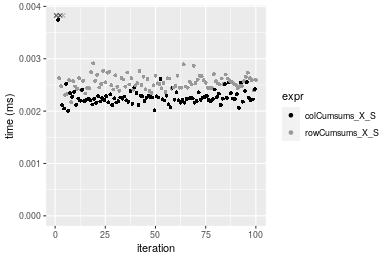 0.004
0.003
0.002
0.001
0.000
time (ms)
0 25 50 75 100
iteration
expr
colCumsums_X_S
rowCumsums_X_S